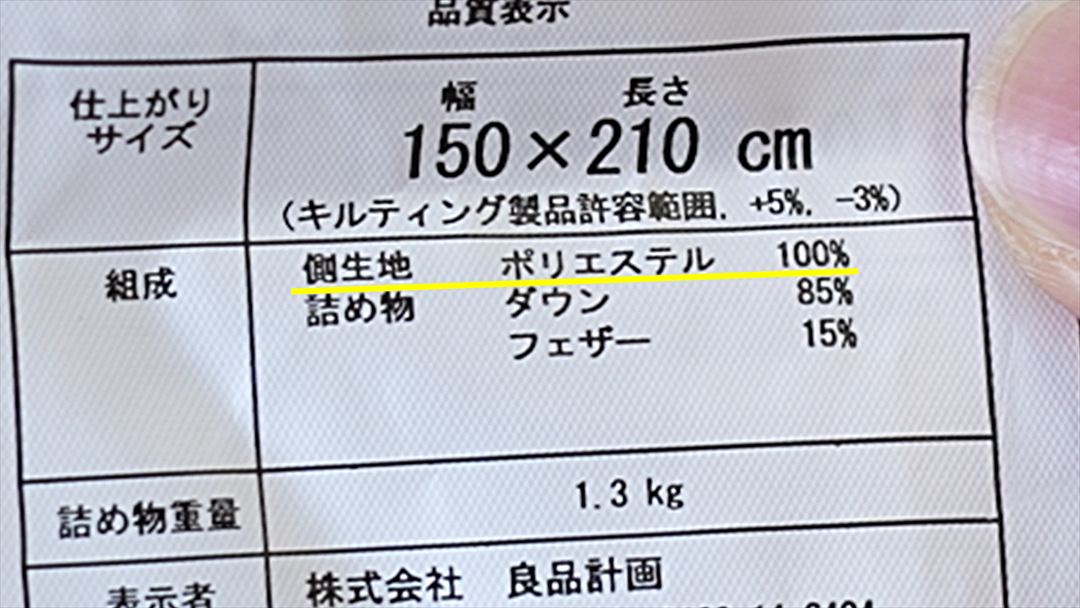 品質表示
仕上がり
サイズ
幅 長さ
150×210 cm
(キルティング製品許容範囲, +5%, -3%)
組成
側生地 ポリエステル 100%
詰め物 ダウン 85%
フェザー 15%
詰め物重量
1.3 kg
表示者
株式会社 良品計画